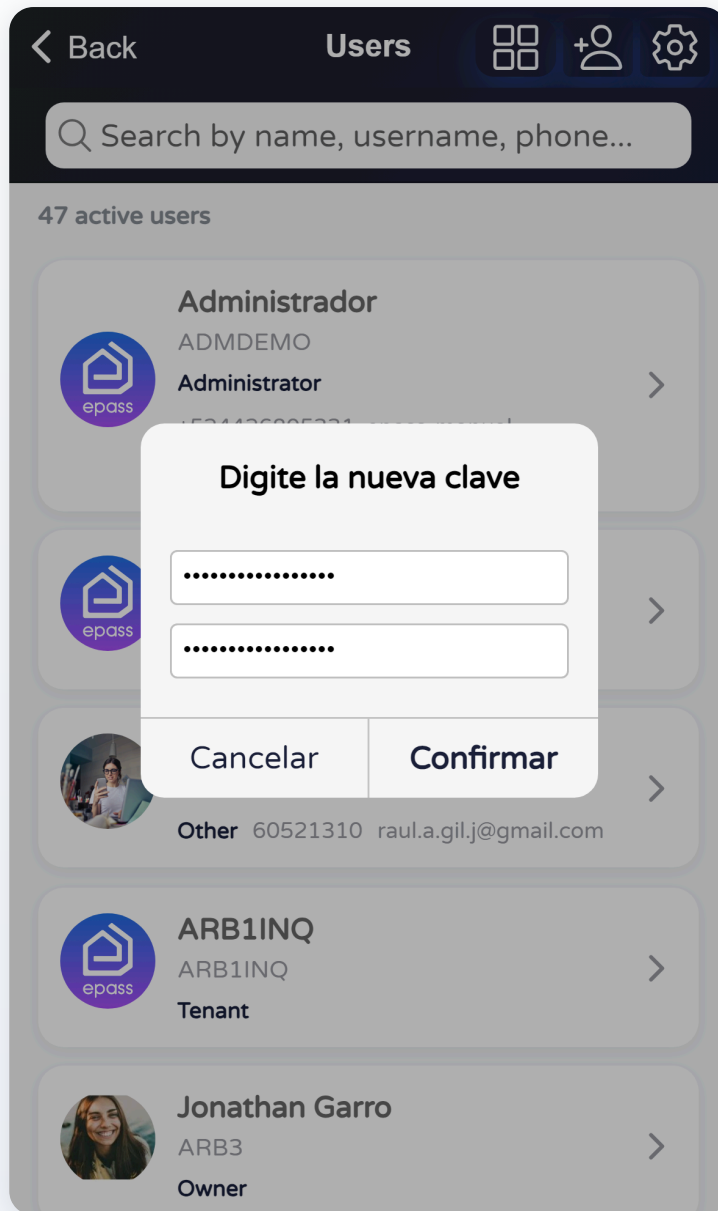 Back
Users
Search by name, username, phone...
47 active users
Administrador
ADMDEMO
epass
Administrator
Digite la nueva clave
•••••••••••••••••
epass
•••••••••••••••••
Cancelar
Confirmar
Other 60521310 raul.a.gil.j@gmail.com
ARB1INQ
ARB1INQ
epass
Tenant
Jonathan Garro
ARB3
Owner